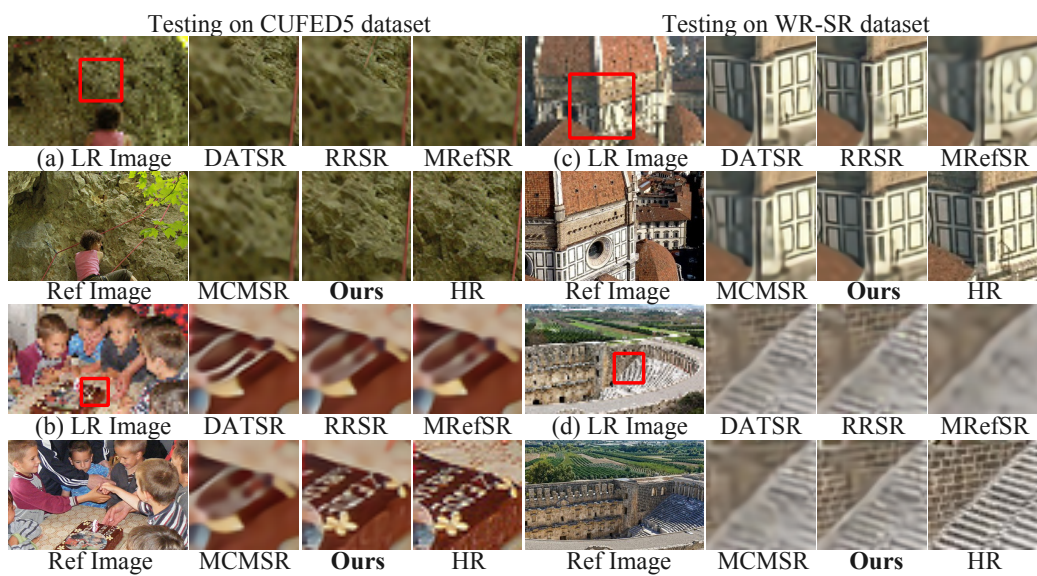 Testing on CUFED5 dataset Testing on WR-SR dataset
(a) LR Image DATSR RRSR MRefSR (c) LR Image DATSR RRSR MRefSR
Ref Image MCMSR Ours HR Ref Image MCMSR Ours HR
(b) LR Image DATSR RRSR MRefSR (d) LR Image DATSR RRSR MRefSR
Ref Image MCMSR Ours HR Ref Image MCMSR Ours HR